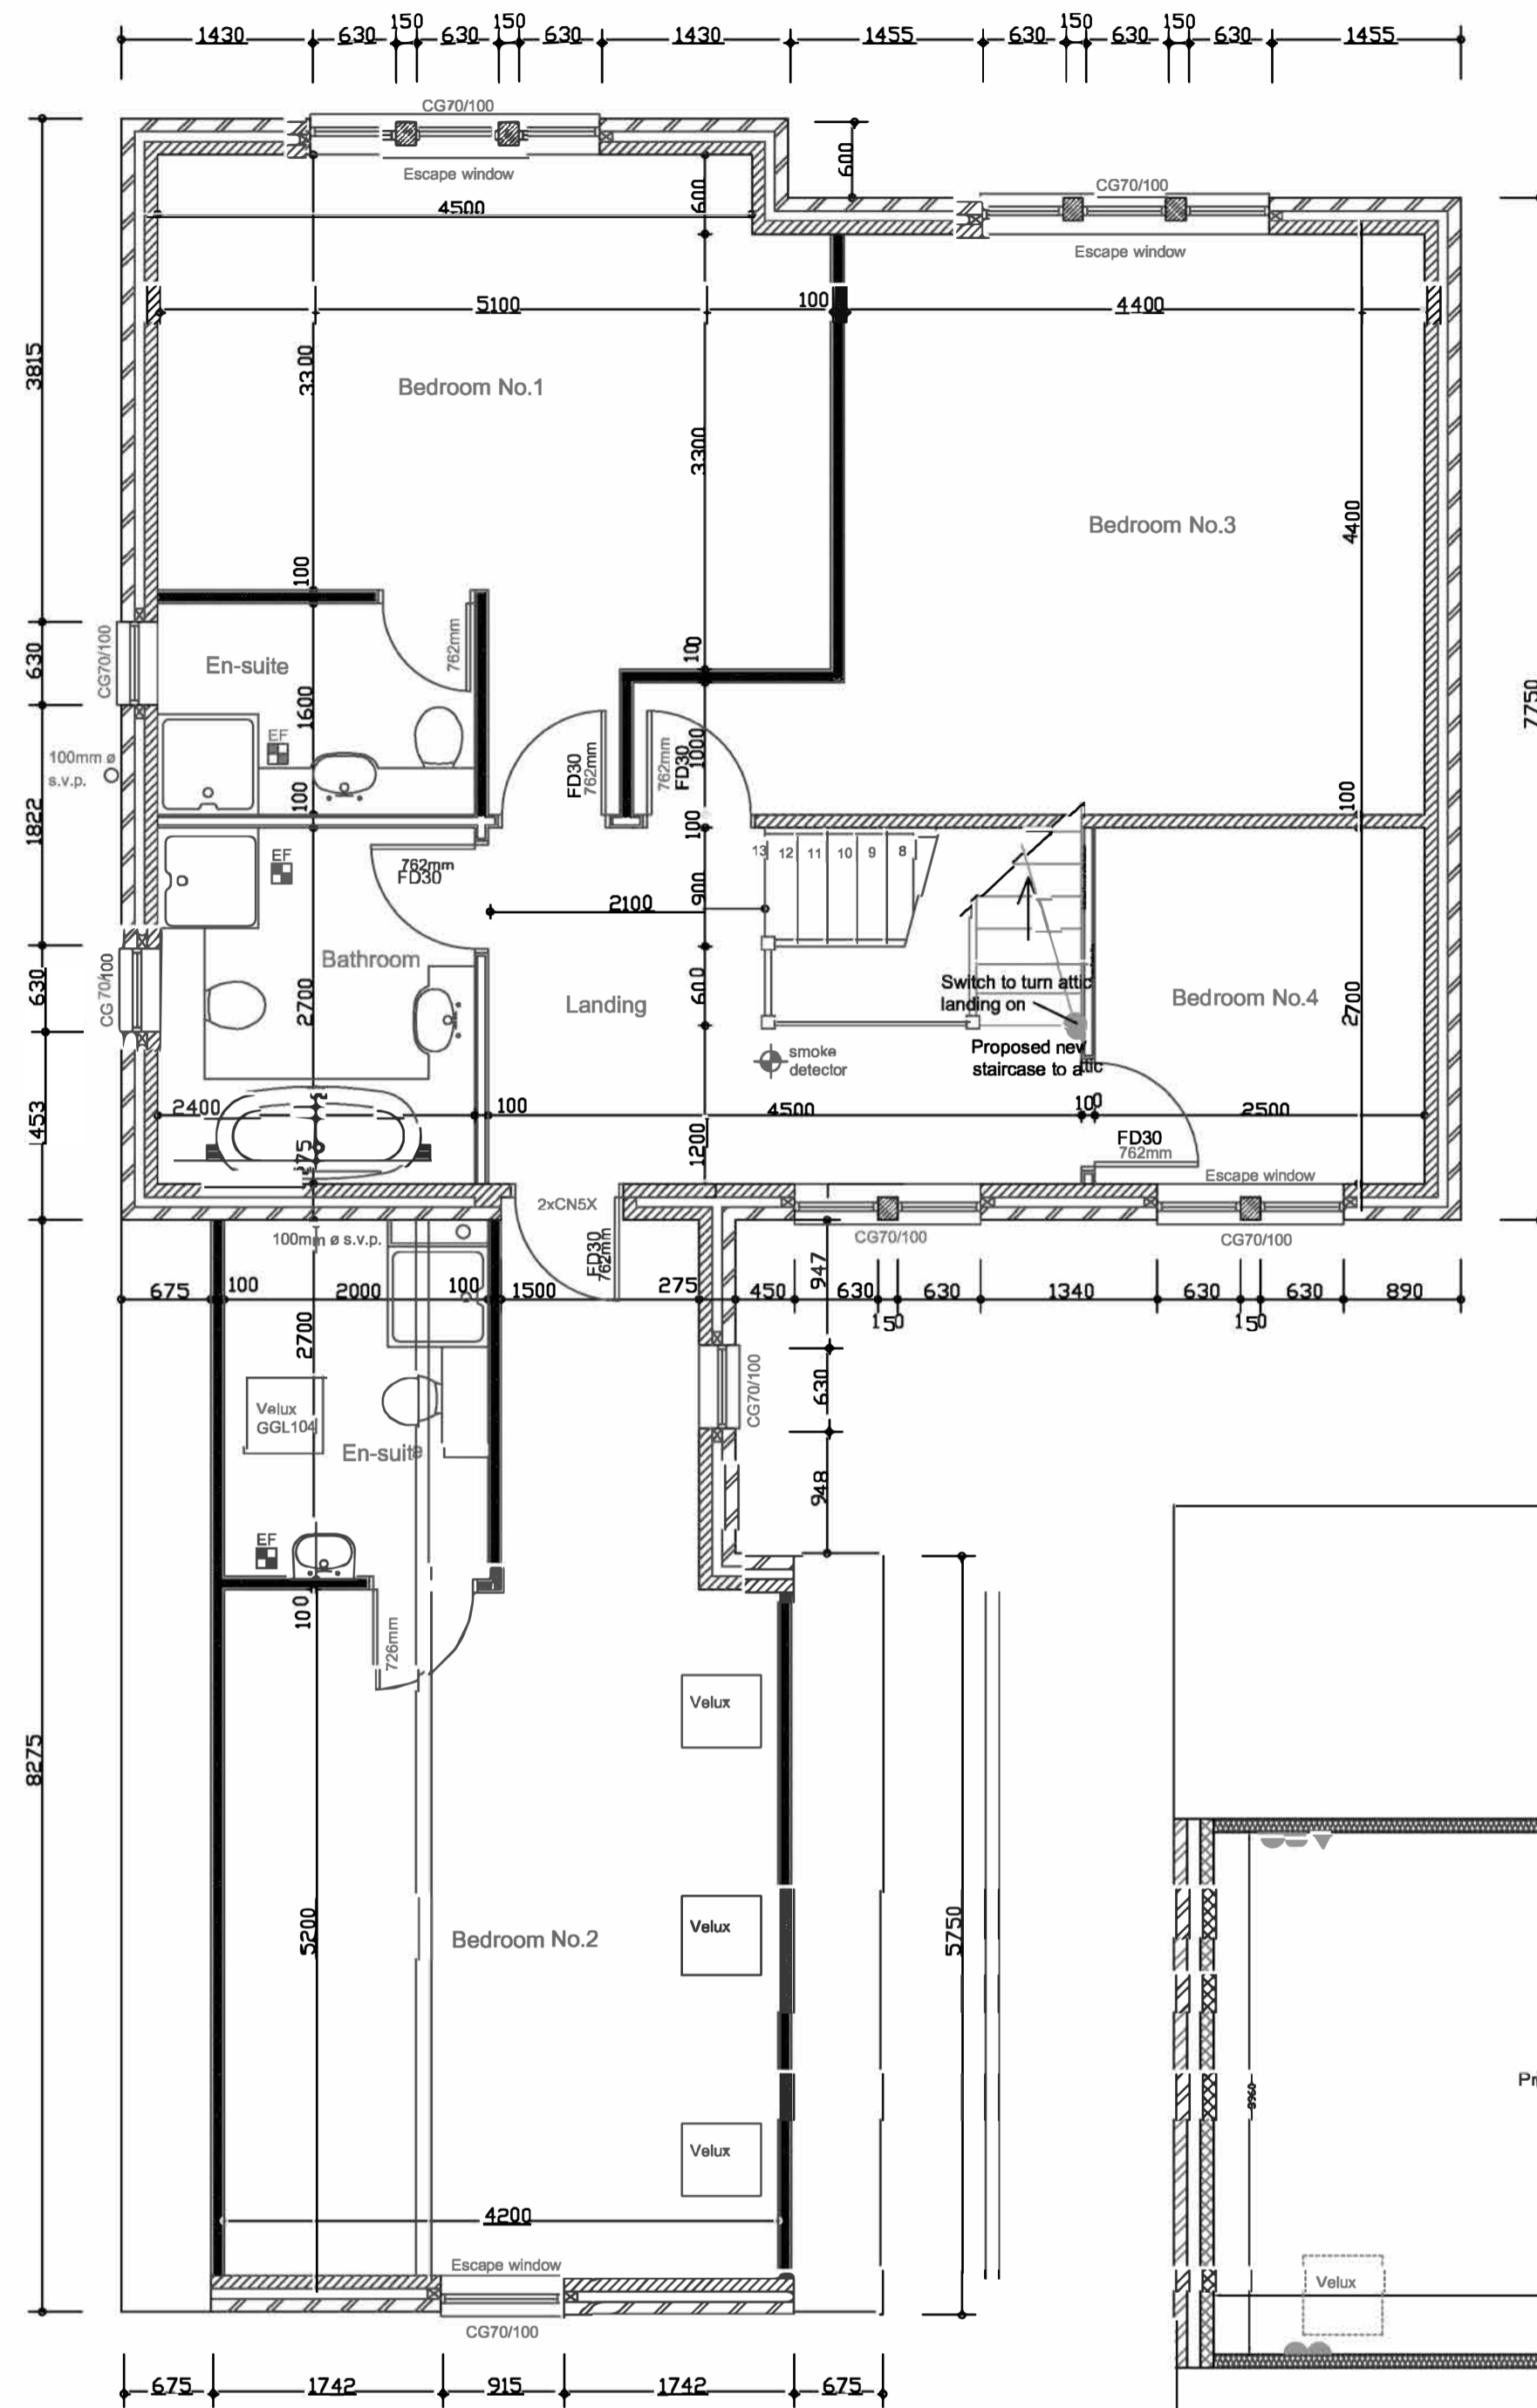 1430 630 150 630 150 630 1430 1455 630 150 630 150 630 1455
CG70/100
Escape window
600
600
4500
CG70/100
Escape window
5100
100
4400
3815
3300
Bedroom No.1
3300
Bedroom No.3
4400
100
630
CG70/100
En-suite
762mm
100
1600
7750
EF
100mm ø
s.v.p.
FD30
762mm
762mm
FD30
1000
100
100
100
1822
EF
762mm
FD30
13 12 11 10 9 8
900
2100
Bathroom
CG 70/100
630
2700
Landing
600
Switch to turn attic
landing on
Bedroom No.4
2700
smoke
detector
Proposed new
staircase to attic
2400
100
4500
100
2500
1453
1200
FD30
762mm
Escape window
2xCN5X
100mm ø s.v.p.
FD30
762mm
CG70/100
CG70/100
947
675 100 2000 100 1500 275 450 630 630 1340 630 630 890
150
150
2700
630
CG70/100
Velux
GGL104
En-suite
948
EF
100
726mm
Velux
8275
5200
Bedroom No.2
Velux
5750
Velux
4200
Escape window
CG70/100
Velux
675 1742 915 1742 675